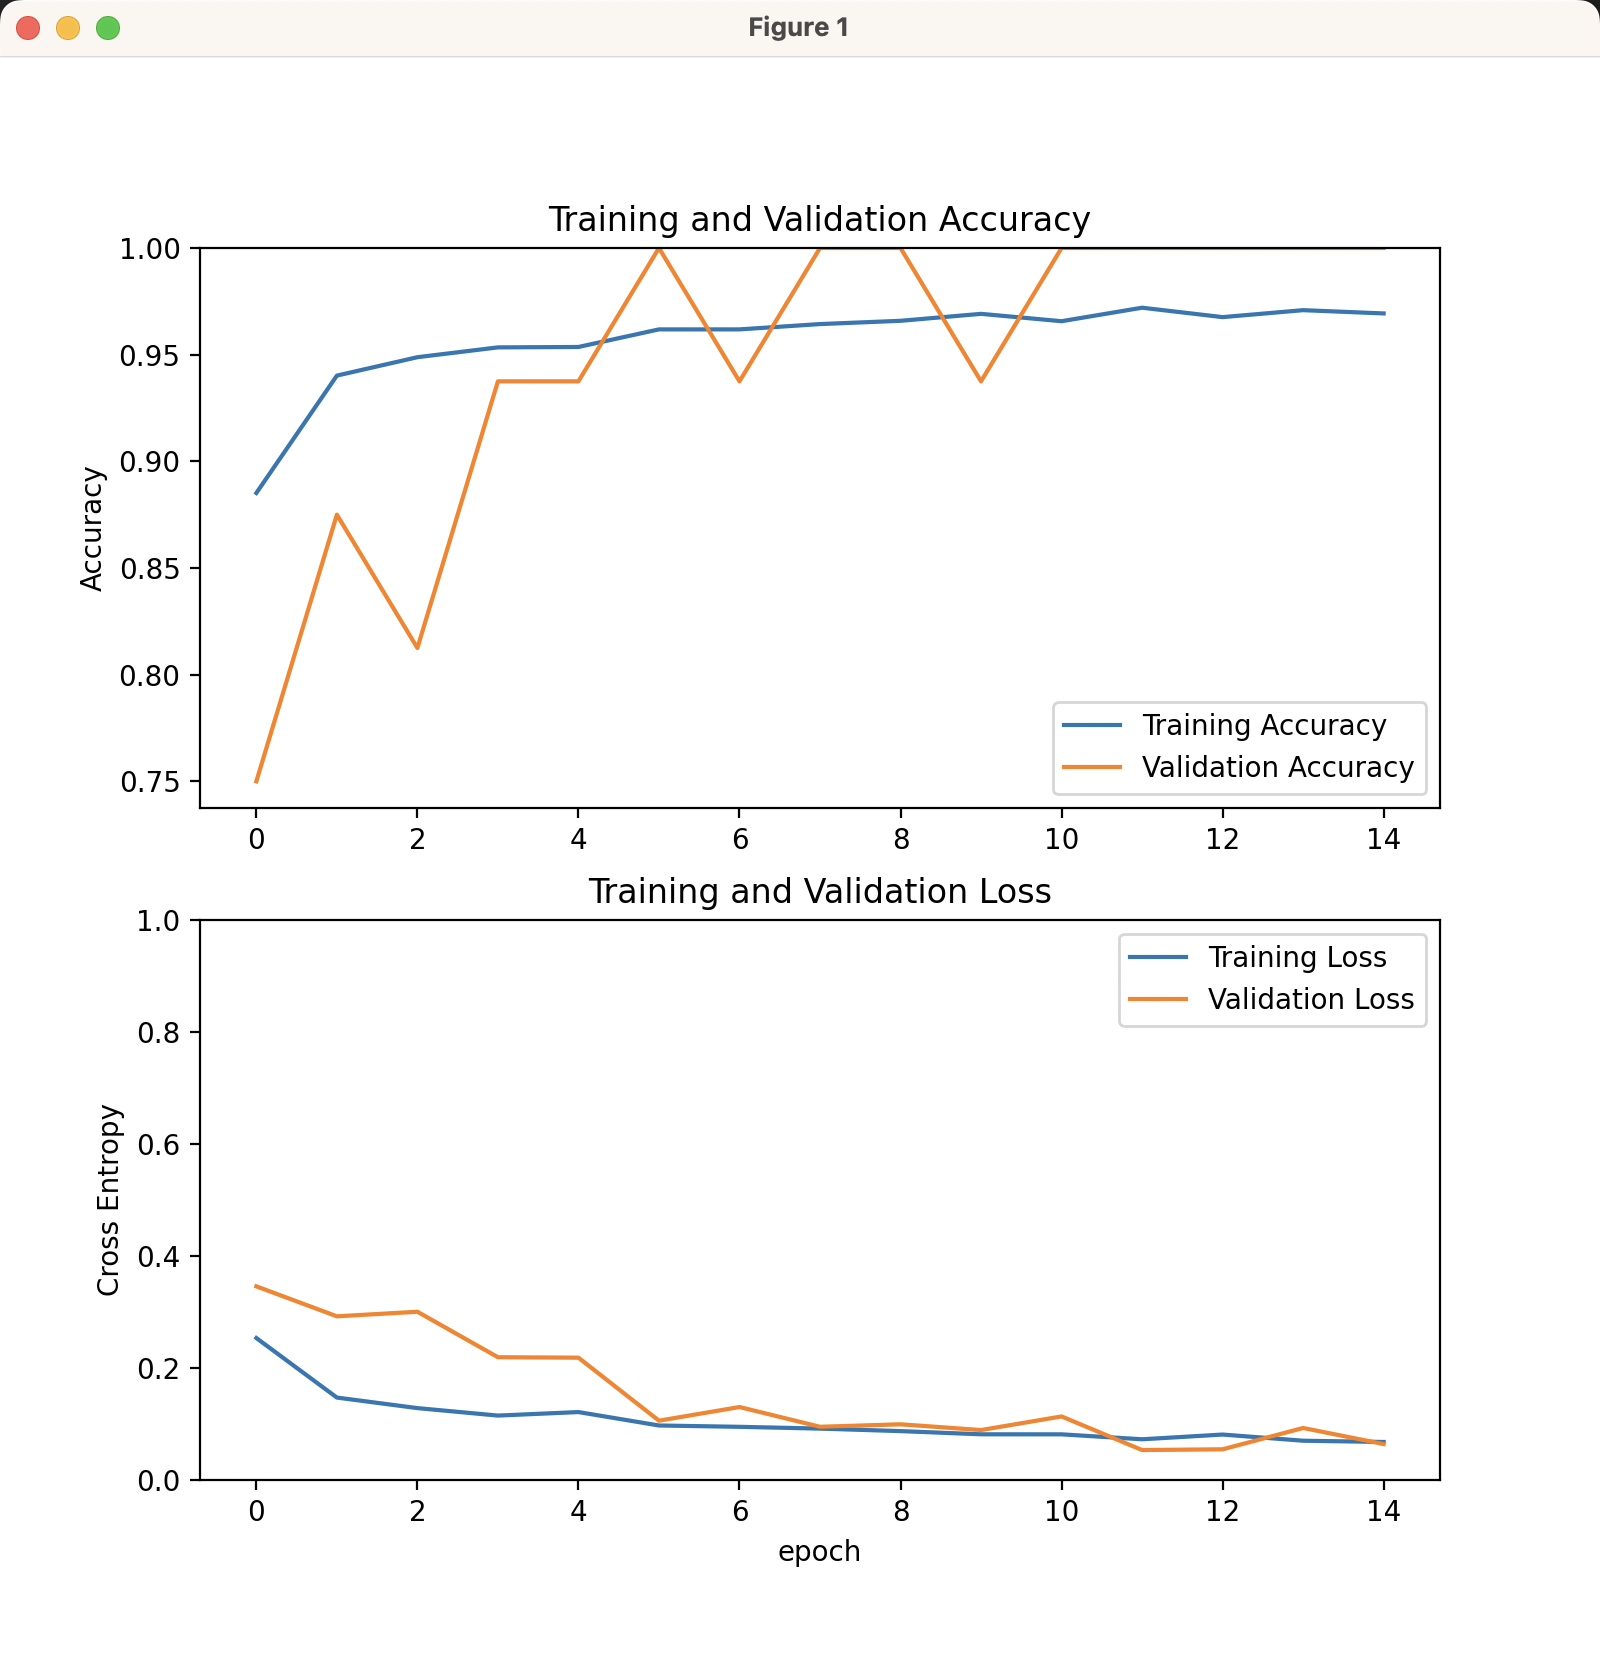 Figure 1
Training and Validation Accuracy
1.00
0.95
0.90
0.85
0.80
0.75
Accuracy
Training Accuracy
Validation Accuracy
0 2 4 6 8 10 12 14
Training and Validation Loss
1.0
0.8
0.6
0.4
0.2
0.0
Cross Entropy
Training Loss
Validation Loss
0 2 4 6 8 10 12 14
epoch